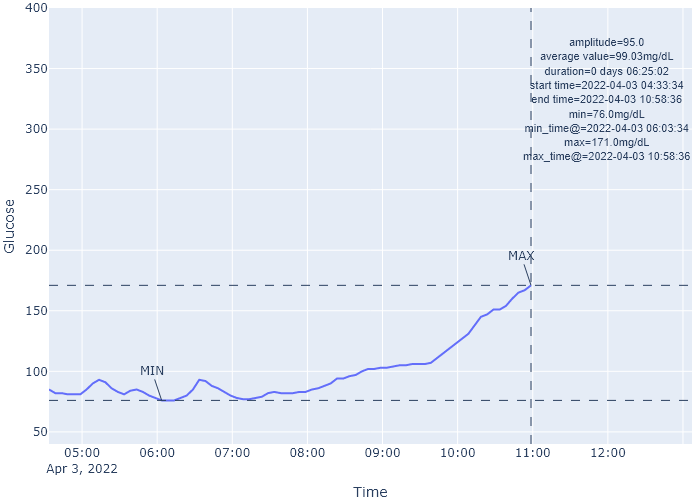 400
350
300
250
200
150
100
50
Glucose
amplitude=95.0
average value=99.03mg/dL
duration=0 days 06:25:02
start time=2022-04-03 04:33:34
end time=2022-04-03 10:58:36
min=76.0mg/dL
min_time@=2022-04-03 06:03:34
max=171.0mg/dL
max_time@=2022-04-03 10:58:36
MAX
MIN
05:00 06:00 07:00 08:00 09:00 10:00 11:00 12:00
Apr 3, 2022
Time